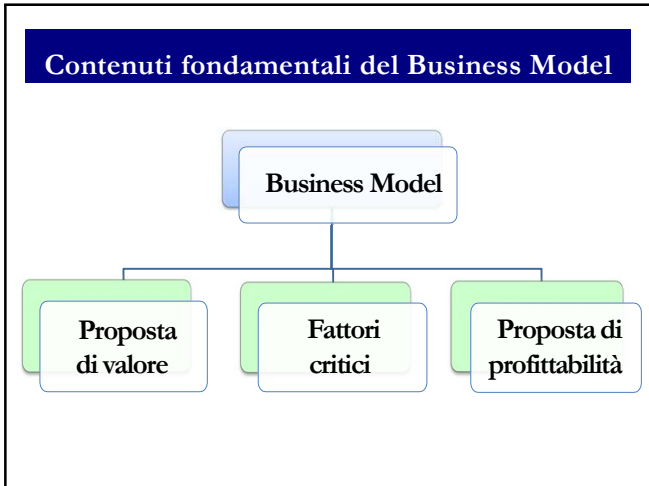 Contenuti fondamentali del Business Model
Business Model
Proposta
di valore
Fattori
critici
Proposta di
profittabilità